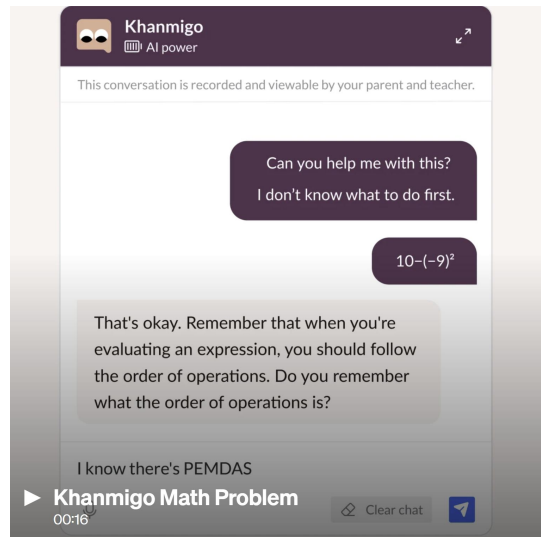 Khanmigo
AI power
This conversation is recorded and viewable by your parent and teacher.
Can you help me with this?
I don't know what to do first.
10−(−9)²
That's okay. Remember that when you're
evaluating an expression, you should follow
the order of operations. Do you remember
what the order of operations is?
I know there's PEMDAS
Khanmigo Math Problem
00:16
Clear chat